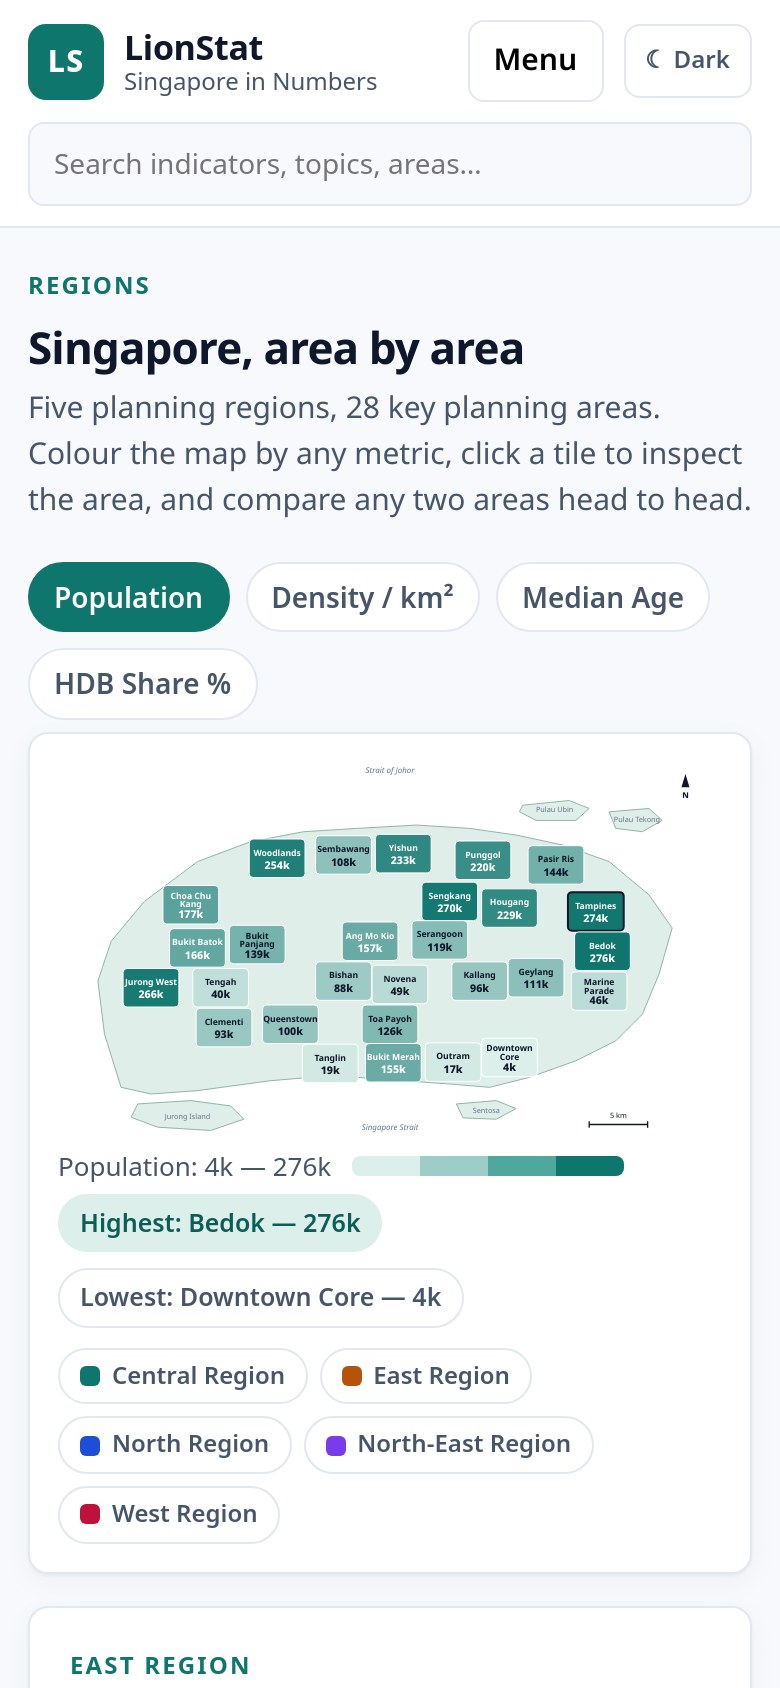 LS
LionStat
Singapore in Numbers
Menu
☾ Dark
Search indicators, topics, areas...
REGIONS
Singapore, area by area
Five planning regions, 28 key planning areas.
Colour the map by any metric, click a tile to inspect
the area, and compare any two areas head to head.
Population
Density / km²
Median Age
HDB Share %
Strait of Johor
N
Pulau Ubin
Pulau Tekong
Woodlands
254k
Sembawang
108k
Yishun
233k
Punggol
220k
Pasir Ris
144k
Choa Chu
Kang
177k
Sengkang
270k
Hougang
229k
Tampines
274k
Bukit Batok
166k
Bukit
Panjang
139k
Ang Mo Kio
157k
Serangoon
119k
Bedok
276k
Jurong West
266k
Tengah
40k
Bishan
88k
Novena
49k
Kallang
96k
Geylang
111k
Marine
Parade
46k
Clementi
93k
Queenstown
100k
Toa Payoh
126k
Tanglin
19k
Bukit Merah
155k
Outram
17k
Downtown
Core
4k
Jurong Island
Sentosa
Singapore Strait
5 km
Population: 4k — 276k
Highest: Bedok — 276k
Lowest: Downtown Core — 4k
Central Region
East Region
North Region
North-East Region
West Region
EAST REGION